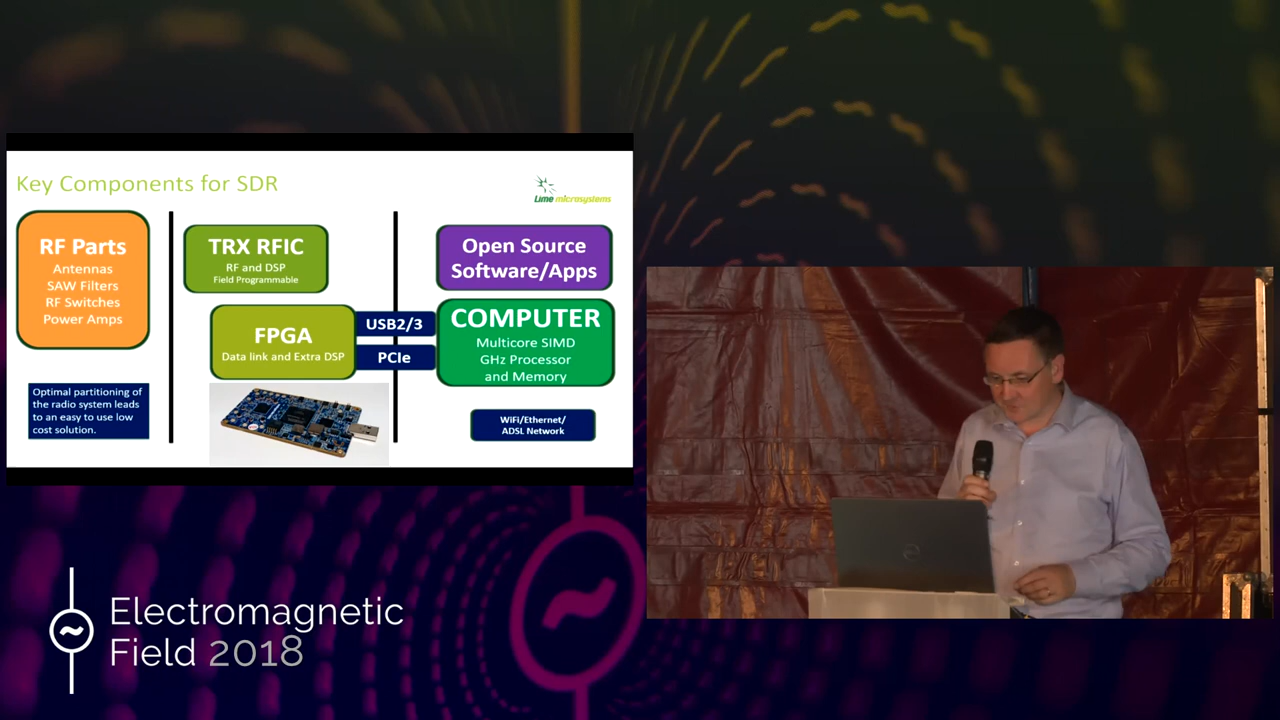 Key Components for SDR
Lime microsystems
RF Parts
Antennas
SAW Filters
RF Switches
Power Amps
TRX RFIC
RF and DSP
Field Programmable
Open Source
Software/Apps
FPGA
Data link and Extra DSP
USB2/3
PCIe
COMPUTER
Multicore SIMD
GHz Processor
and Memory
Optimal partitioning of
the radio system leads
to an easy to use low
cost solution.
WiFi/Ethernet/
ADSL Network
Electromagnetic
Field 2018